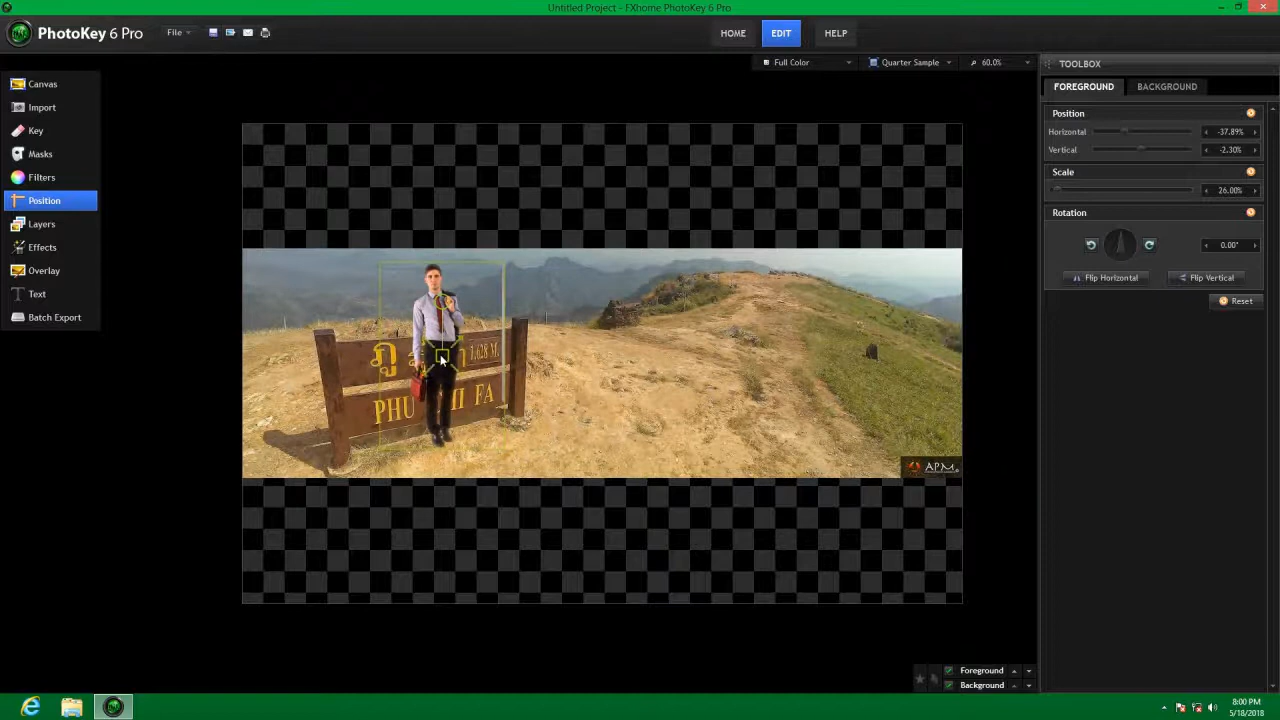 Untitled Project - FXhome PhotoKey 6 Pro
PhotoKey 6 Pro
File
HOME
EDIT
HELP
Full Color
Quarter Sample
60.0%
TOOLBOX
FOREGROUND
BACKGROUND
Canvas
Import
Key
Masks
Filters
Position
Layers
Effects
Overlay
Text
Batch Export
Position
Horizontal
-37.89%
Vertical
-2.30%
Scale
26.00%
Rotation
0.00°
Flip Horizontal
Flip Vertical
Reset
1,628 M.
FA
APM
Foreground
Background
8:00 PM
5/18/2018